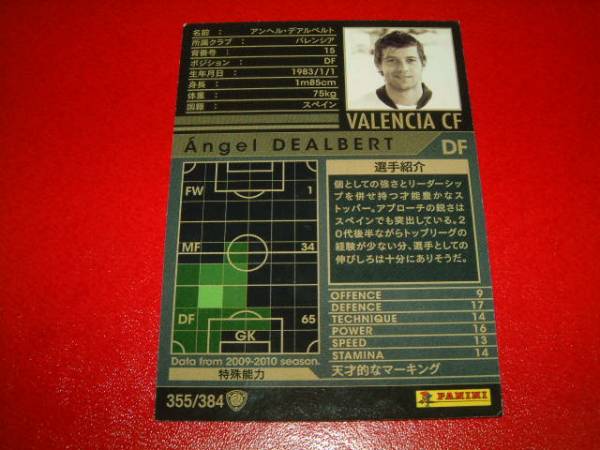 名前 : アンヘル・デアルベルト
所属クラブ : バレンシア
背番号 : 15
ポジション : DF
生年月日 : 1983/1/1
身長 : 1m85cm
体重 : 75kg
国籍 : スペイン
VALENCIA CF
Ángel DEALBERT DF
FW 1
MF 34
DF 65
GK
Data from 2009-2010 season.
選手紹介
個としての強さとリーダーシッ
プを併せ持つ才能豊かなス
トッパー。アプローチの鋭さは
スペインでも突出している。2
0代後半ながらトップリーグの
経験が少ない分、選手としての
伸びしろは十分にありそうだ。
OFFENCE 9
DEFENCE 17
TECHNIQUE 14
POWER 16
SPEED 13
STAMINA 14
特殊能力 天才的なマーキング
355/384
PANINI